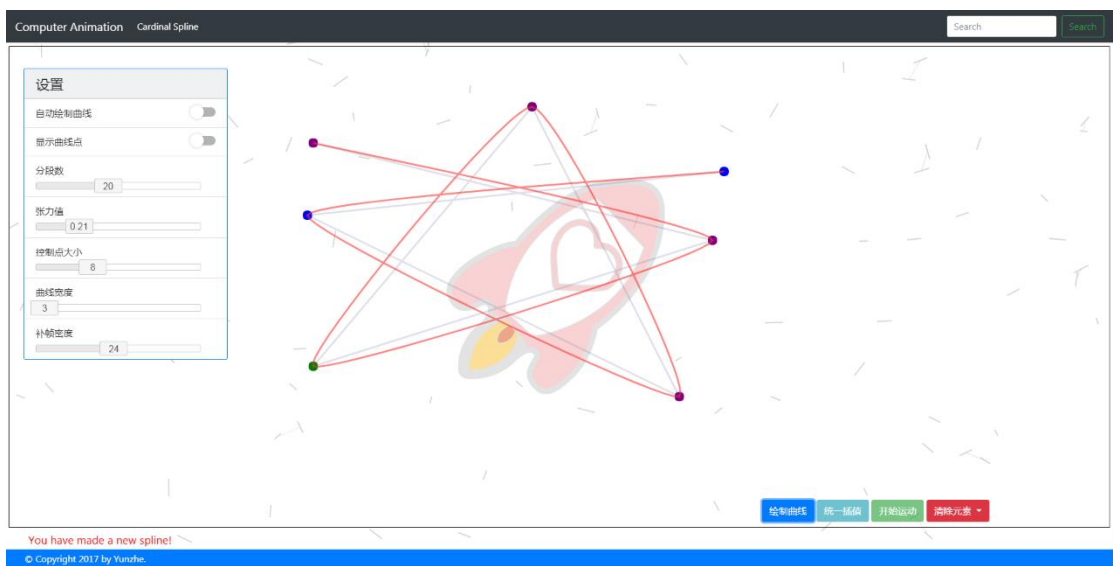 Computer Animation Cardinal Spline Search Search
设置
自动绘制曲线
显示曲线点
分段数
20
张力值
0.21
控制点大小
8
曲线宽度
3
补帧密度
24
绘制曲线 统一插值 开始运动 清除元素
You have made a new spline!
© Copyright 2017 by Yunzhe.